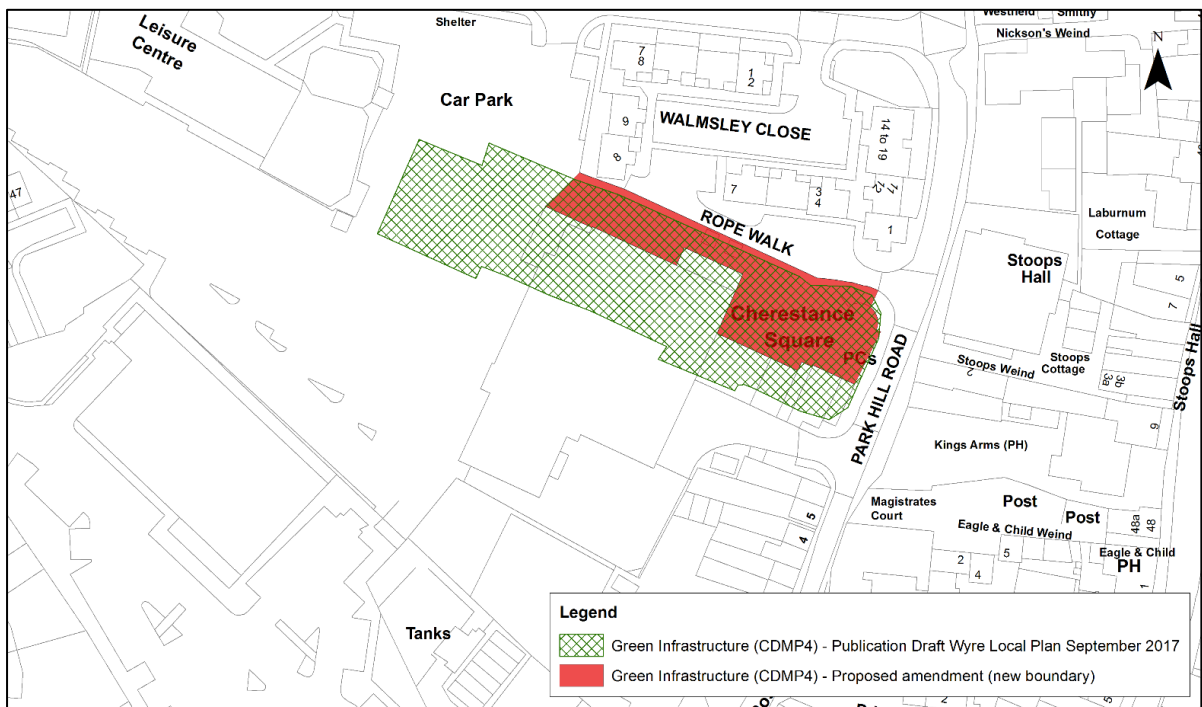 Leisure
Centre
Shelter
Car Park
7
8
1
2
9
8
WALMSLEY CLOSE
14 to 19
11
12
7
3
4
1
ROPE WALK
Westfield
Smithy
Nickson's Weind
N
47
Laburnum
Cottage
Stoops
Hall
5
7
Cherestance
Square
PCs
PARK HILL ROAD
Stoops Weind
2
Stoops
Cottage
3b
3a
Stoops Hall
6
Kings Arms (PH)
Magistrates
Court
Post
Post
Eagle & Child Weind
48a
48
Eagle & Child
PH
5
4
2
4
5
1
Tanks
Legend
Green Infrastructure (CDMP4) - Publication Draft Wyre Local Plan September 2017
Green Infrastructure (CDMP4) - Proposed amendment (new boundary)
2
5